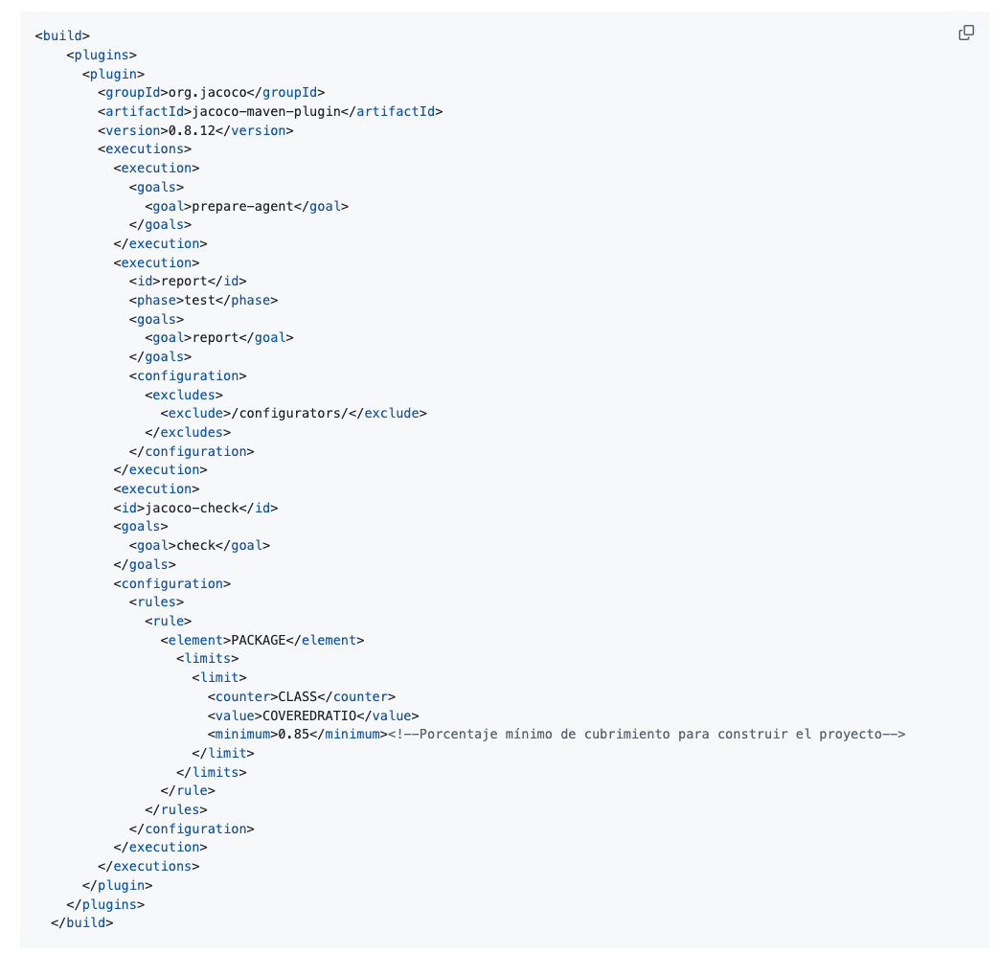 <build>
    <plugins>
      <plugin>
        <groupId>org.jacoco</groupId>
        <artifactId>jacoco-maven-plugin</artifactId>
        <version>0.8.12</version>
        <executions>
          <execution>
            <goals>
              <goal>prepare-agent</goal>
            </goals>
          </execution>
          <execution>
            <id>report</id>
            <phase>test</phase>
            <goals>
              <goal>report</goal>
            </goals>
            <configuration>
              <excludes>
                <exclude>/configurators/</exclude>
              </excludes>
            </configuration>
          </execution>
          <execution>
          <id>jacoco-check</id>
          <goals>
            <goal>check</goal>
          </goals>
          <configuration>
            <rules>
              <rule>
                <element>PACKAGE</element>
                  <limits>
                    <limit>
                      <counter>CLASS</counter>
                      <value>COVEREDRATIO</value>
                      <minimum>0.85</minimum><!--Porcentaje mínimo de cubrimiento para construir el proyecto-->
                    </limit>
                  </limits>
                </rule>
              </rules>
            </configuration>
          </execution>
        </executions>
      </plugin>
    </plugins>
  </build>